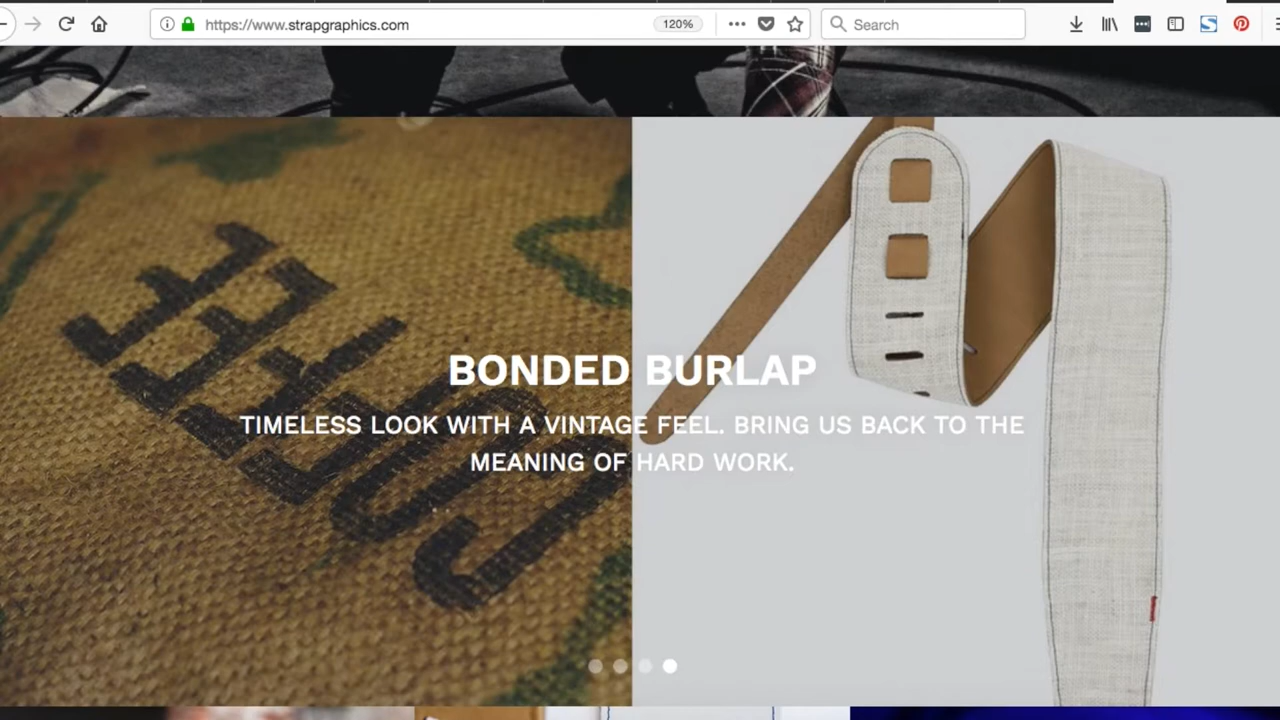 https://www.strapgraphics.com
120%
Search
COFFEE
BONDED BURLAP
TIMELESS LOOK WITH A VINTAGE FEEL. BRING US BACK TO THE
MEANING OF HARD WORK.